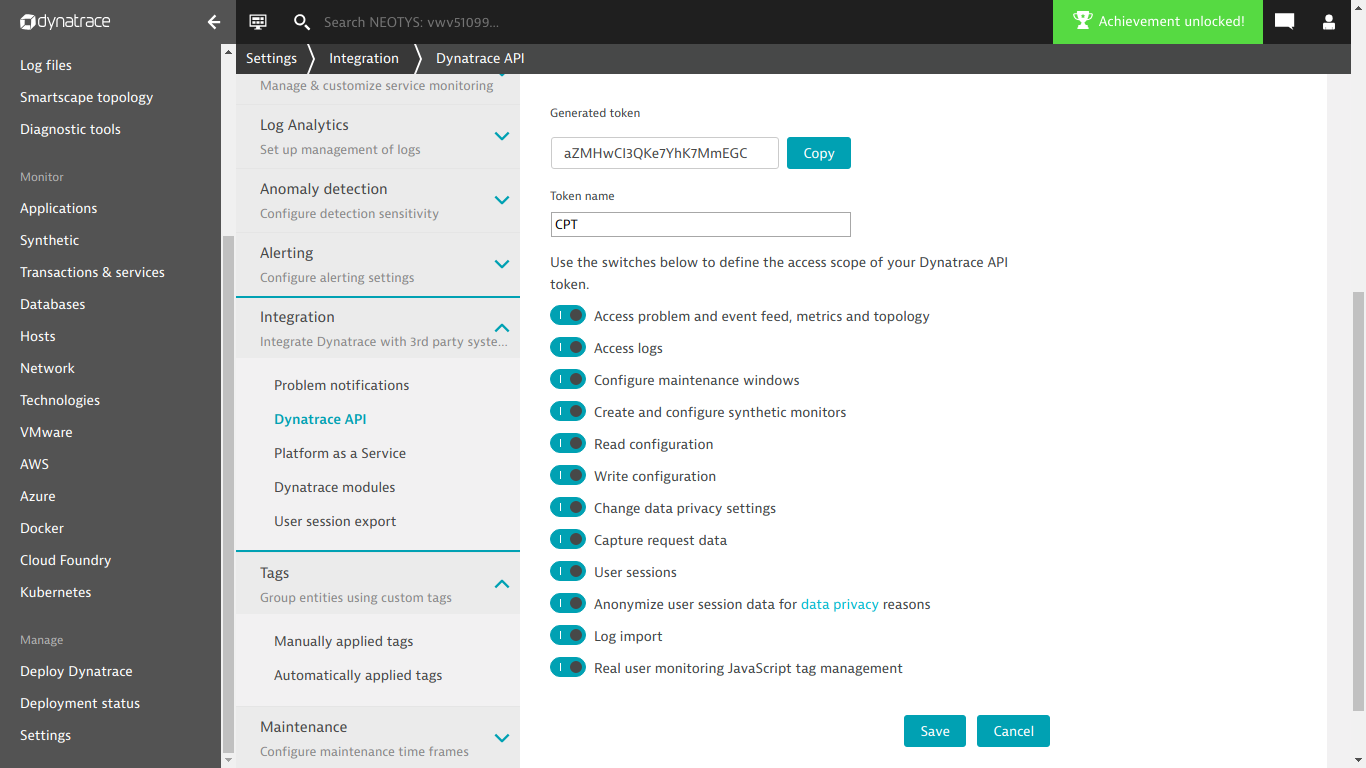 dynatrace
Search NEOTYS: vwv51099...
Achievement unlocked!
Settings
Integration
Dynatrace API
Log files
Smartscape topology
Diagnostic tools
Monitor
Applications
Synthetic
Transactions & services
Databases
Hosts
Network
Technologies
VMware
AWS
Azure
Docker
Cloud Foundry
Kubernetes
Manage
Deploy Dynatrace
Deployment status
Settings
Manage & customize service monitoring
Log Analytics
Set up management of logs
Anomaly detection
Configure detection sensitivity
Alerting
Configure alerting settings
Integration
Integrate Dynatrace with 3rd party syste...
Problem notifications
Dynatrace API
Platform as a Service
Dynatrace modules
User session export
Tags
Group entities using custom tags
Manually applied tags
Automatically applied tags
Maintenance
Configure maintenance time frames
Generated token
aZMHwCI3QKe7YhK7MmEGC
Copy
Token name
CPT
Use the switches below to define the access scope of your Dynatrace API
token.
Access problem and event feed, metrics and topology
Access logs
Configure maintenance windows
Create and configure synthetic monitors
Read configuration
Write configuration
Change data privacy settings
Capture request data
User sessions
Anonymize user session data for data privacy reasons
Log import
Real user monitoring JavaScript tag management
Save
Cancel